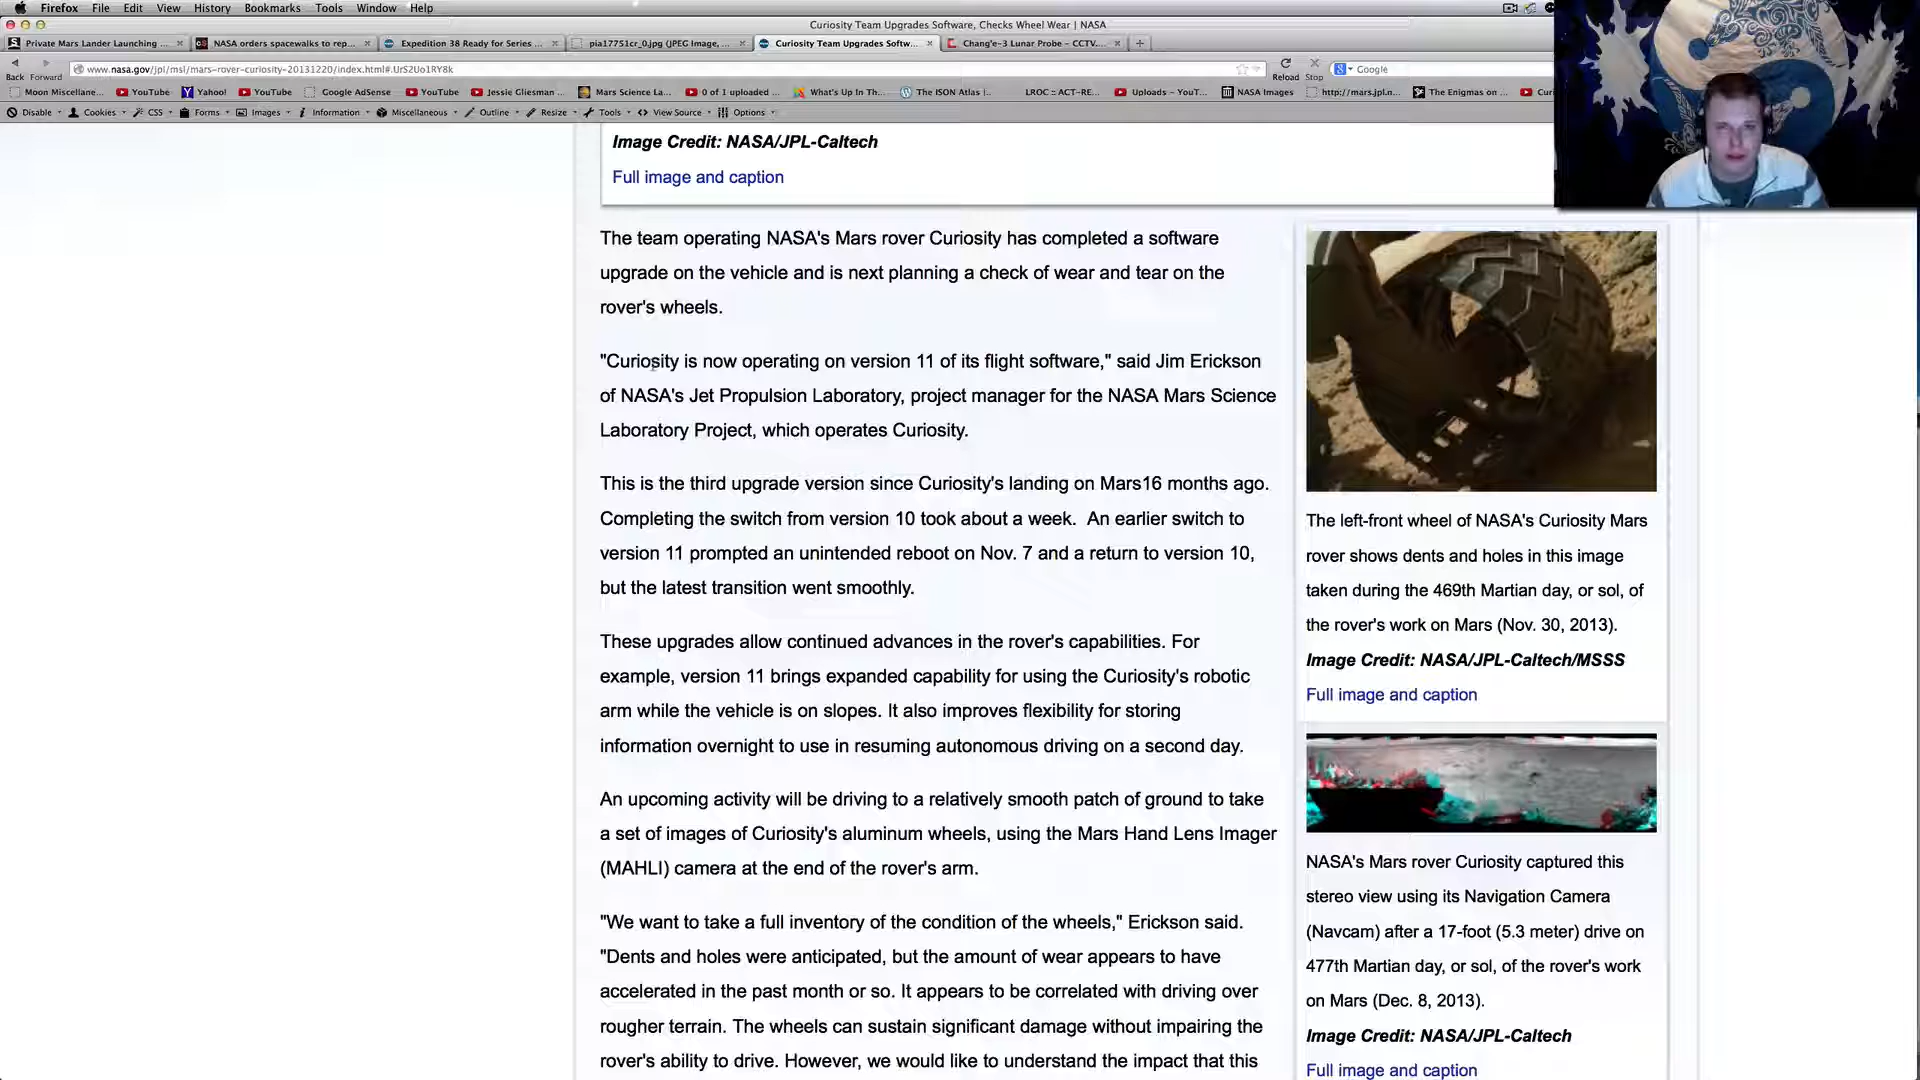 Firefox File Edit View History Bookmarks Tools Window Help
Curiosity Team Upgrades Software, Checks Wheel Wear | NASA
Private Mars Lander Launching ... NASA orders spacewalks to rep... Expedition 38 Ready for Series ... pia17751cr_0.jpg (JPEG Image, ... Curiosity Team Upgrades Softw... Chang'e-3 Lunar Probe - CCTV...
www.nasa.gov/jpl/msl/mars-rover-curiosity-20131220/index.html#.UrS2Uo1RY8k
Google
Back Forward Reload Stop
Moon Miscellane... YouTube Yahoo! YouTube Google AdSense YouTube Jessie Gliesman ... Mars Science La... 0 of 1 uploaded ... What's Up In Th... The ISON Atlas |... LROC :: ACT-RE... Uploads - YouT... NASA Images http://mars.jpl.n... The Enigmas on ...
Disable Cookies CSS Forms Images Information Miscellaneous Outline Resize Tools View Source Options
Image Credit: NASA/JPL-Caltech
Full image and caption
The team operating NASA's Mars rover Curiosity has completed a software
upgrade on the vehicle and is next planning a check of wear and tear on the
rover's wheels.
"Curiosity is now operating on version 11 of its flight software," said Jim Erickson
of NASA's Jet Propulsion Laboratory, project manager for the NASA Mars Science
Laboratory Project, which operates Curiosity.
This is the third upgrade version since Curiosity's landing on Mars16 months ago.
Completing the switch from version 10 took about a week. An earlier switch to
version 11 prompted an unintended reboot on Nov. 7 and a return to version 10,
but the latest transition went smoothly.
These upgrades allow continued advances in the rover's capabilities. For
example, version 11 brings expanded capability for using the Curiosity's robotic
arm while the vehicle is on slopes. It also improves flexibility for storing
information overnight to use in resuming autonomous driving on a second day.
An upcoming activity will be driving to a relatively smooth patch of ground to take
a set of images of Curiosity's aluminum wheels, using the Mars Hand Lens Imager
(MAHLI) camera at the end of the rover's arm.
"We want to take a full inventory of the condition of the wheels," Erickson said.
"Dents and holes were anticipated, but the amount of wear appears to have
accelerated in the past month or so. It appears to be correlated with driving over
rougher terrain. The wheels can sustain significant damage without impairing the
rover's ability to drive. However, we would like to understand the impact that this
The left-front wheel of NASA's Curiosity Mars
rover shows dents and holes in this image
taken during the 469th Martian day, or sol, of
the rover's work on Mars (Nov. 30, 2013).
Image Credit: NASA/JPL-Caltech/MSSS
Full image and caption
NASA's Mars rover Curiosity captured this
stereo view using its Navigation Camera
(Navcam) after a 17-foot (5.3 meter) drive on
477th Martian day, or sol, of the rover's work
on Mars (Dec. 8, 2013).
Image Credit: NASA/JPL-Caltech
Full image and caption